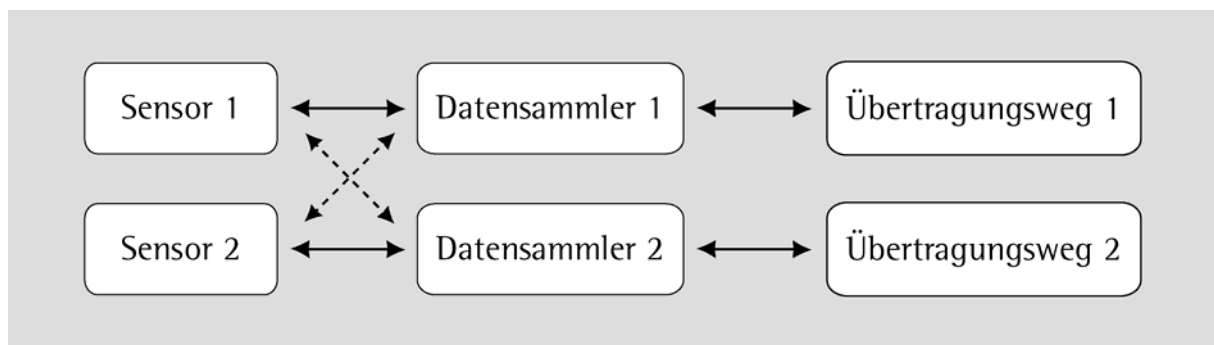 Sensor 1
Datensammler 1
Übertragungsweg 1
Sensor 2
Datensammler 2
Übertragungsweg 2